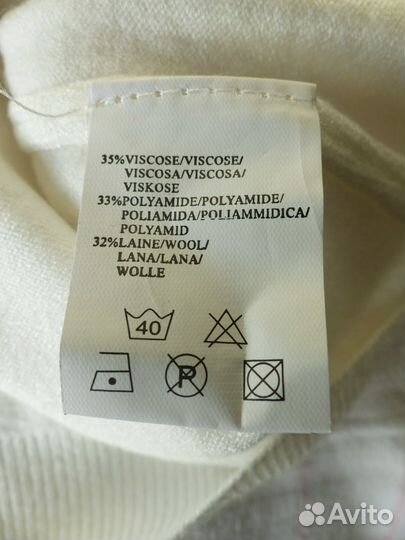 35%VISCOSE/VISCOSE/
VISCOSA/VISCOSA/
VISKOSE
33%POLYAMIDE/POLYAMIDE/
POLIAMIDA/POLIAMMIDICA/
POLYAMID
32%LAINE/WOOL/
LANA/LANA/
WOLLE
40
P
Avito